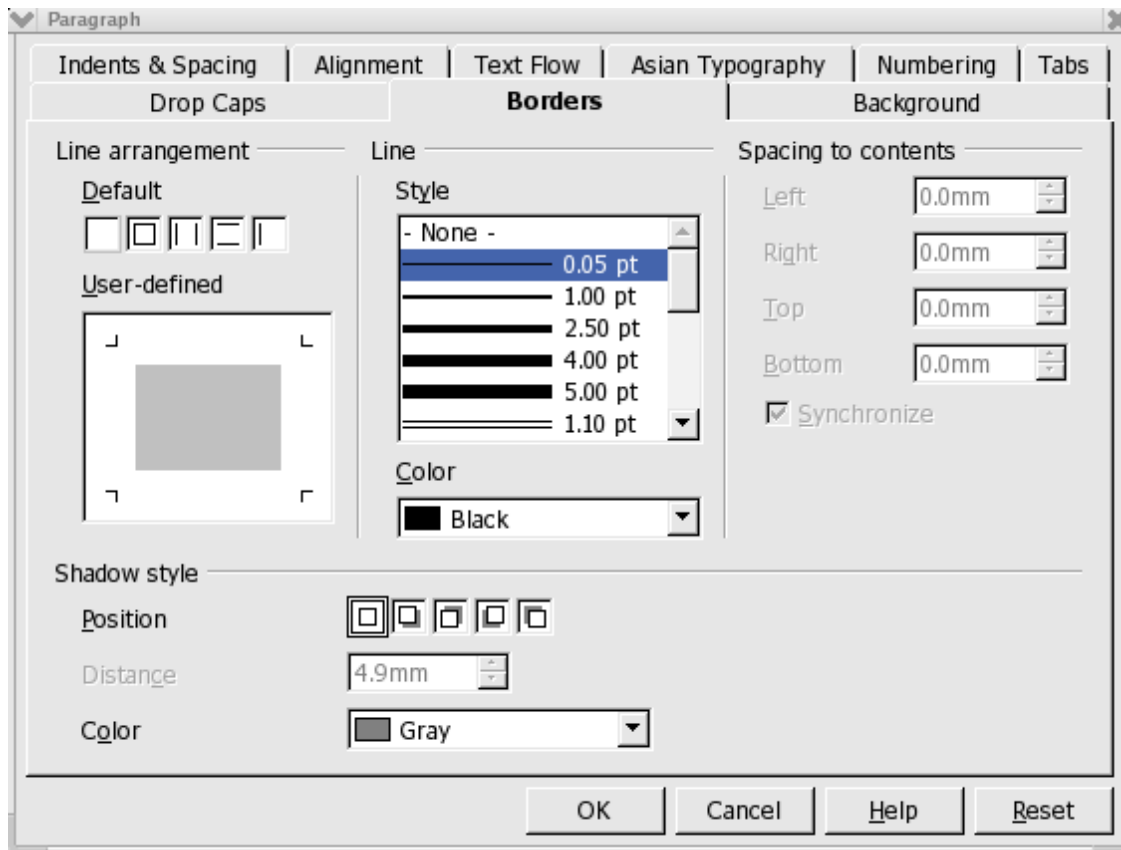 Paragraph
Indents & Spacing Alignment Text Flow Asian Typography Numbering Tabs
Drop Caps Borders Background
Line arrangement
Default
User-defined
Line
Style
- None -
0.05 pt
1.00 pt
2.50 pt
4.00 pt
5.00 pt
1.10 pt
Color
Black
Spacing to contents
Left 0.0mm
Right 0.0mm
Top 0.0mm
Bottom 0.0mm
Synchronize
Shadow style
Position
Distance 4.9mm
Color Gray
OK Cancel Help Reset